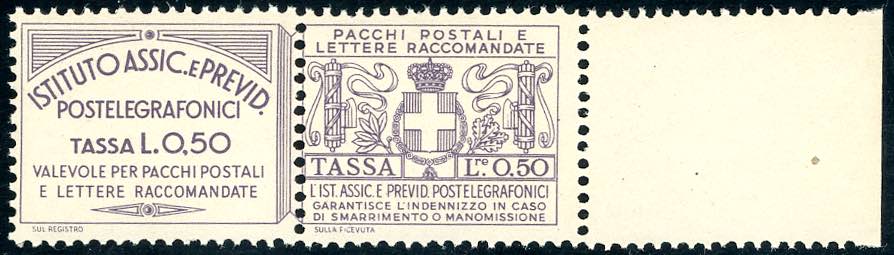 ISTITUTO ASSIC. E PREVID.
POSTELEGRAFONICI
TASSA L. 0,50
VALEVOLE PER PACCHI POSTALI
E LETTERE RACCOMANDATE
SUL REGISTRO
PACCHI POSTALI E
LETTERE RACCOMANDATE
TASSA Lre 0.50
L'IST. ASSIC. E PREVID. POSTELEGRAFONICI
GARANTISCE L'INDENNIZZO IN CASO
DI SMARRIMENTO O MANOMISSIONE
SULLA RICEVUTA